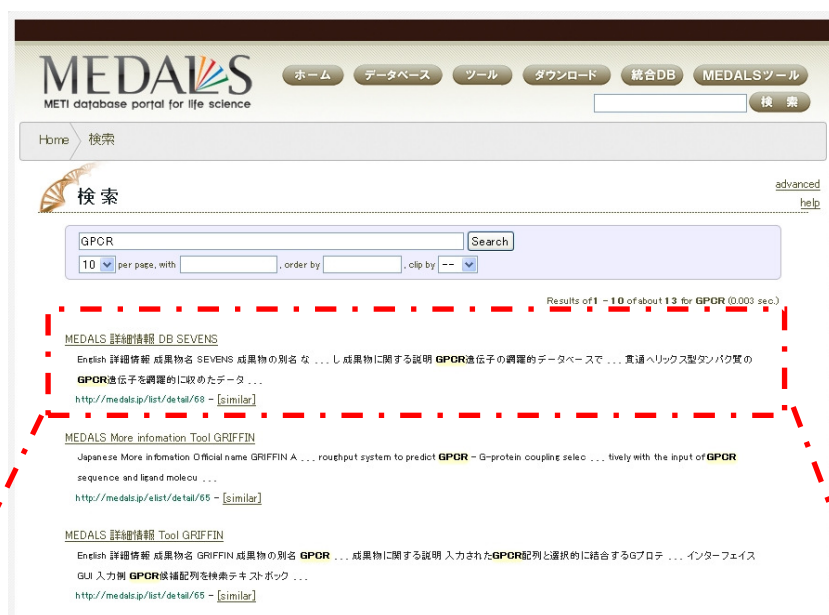 MEDALS
METI database portal for life science
ホーム データベース ツール ダウンロード 統合DB MEDALSツール
検 索
Home 検索
検 索
advanced
help
GPCR Search
10 per page, with , order by , clip by --
Results of 1 - 10 of about 13 for GPCR (0.003 sec.)
MEDALS 詳細情報 DB SEVENS
English 詳細情報 成果物名 SEVENS 成果物の別名 な ... し 成果物に関する説明 GPCR遺伝子の網羅的データベースで ... 貫通ヘリックス型タンパク質の
GPCR遺伝子を網羅的に収めたデータ ...
http://medals.jp/list/detail/68 - [similar]
MEDALS More infomation Tool GRIFFIN
Japanese More infomation Official name GRIFFIN A ... roughput system to predict GPCR - G-protein coupling selec ... tively with the input of GPCR
sequence and ligand molecu ...
http://medals.jp/elist/detail/65 - [similar]
MEDALS 詳細情報 Tool GRIFFIN
English 詳細情報 成果物名 GRIFFIN 成果物の別名 GPCR ... 成果物に関する説明 入力されたGPCR配列と選択的に結合するGプロテ ... インターフェイス
GUI 入力例 GPCR候補配列を検索テキストボック ...
http://medals.jp/list/detail/65 - [similar]